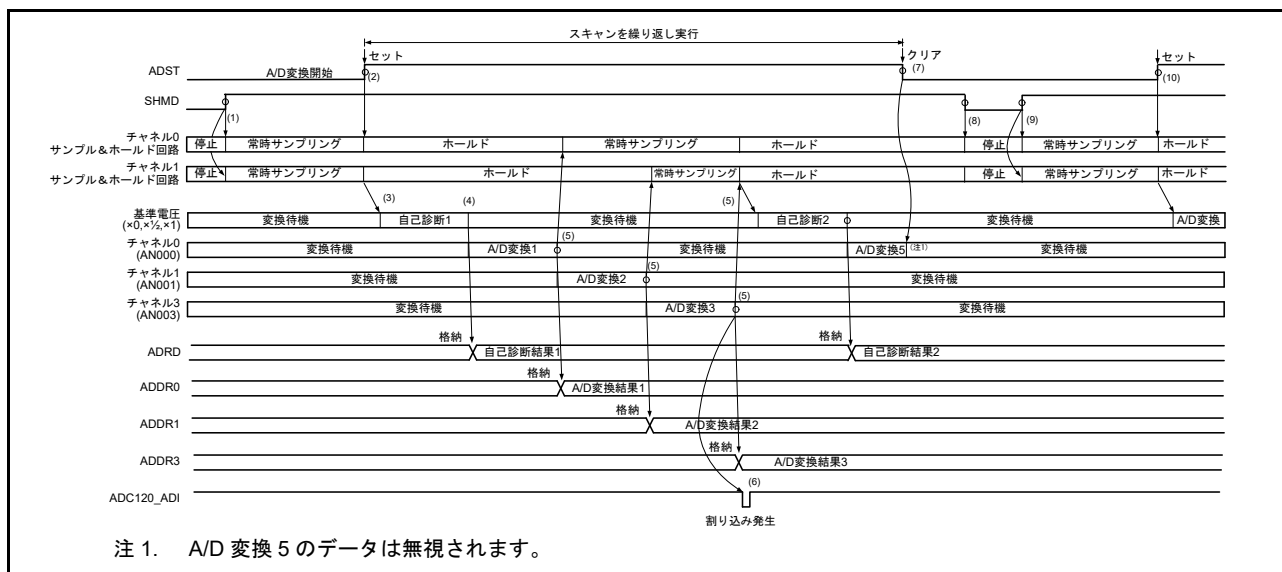 スキャンを繰り返し実行
セット
クリア
セット
ADST
A/D変換開始
(2)
(7)
(10)
SHMD
(1)
(8)
(9)
チャネル0
サンプル＆ホールド回路
停止
常時サンプリング
ホールド
常時サンプリング
ホールド
停止
常時サンプリング
ホールド
チャネル1
サンプル＆ホールド回路
停止
常時サンプリング
ホールド
常時サンプリング
ホールド
停止
常時サンプリング
ホールド
(3)
(4)
(5)
基準電圧
(×0,×½,×1)
変換待機
自己診断1
変換待機
自己診断2
変換待機
A/D変換
チャネル0
(AN000)
変換待機
A/D変換1
(5)
変換待機
A/D変換5
(注1)
変換待機
チャネル1
(AN001)
変換待機
A/D変換2
(5)
変換待機
チャネル3
(AN003)
変換待機
A/D変換3
(5)
変換待機
ADRD
格納
自己診断結果1
格納
自己診断結果2
ADDR0
格納
A/D変換結果1
ADDR1
格納
A/D変換結果2
ADDR3
格納
A/D変換結果3
ADC120_ADI
(6)
割り込み発生
注 1. A/D 変換 5 のデータは無視されます。